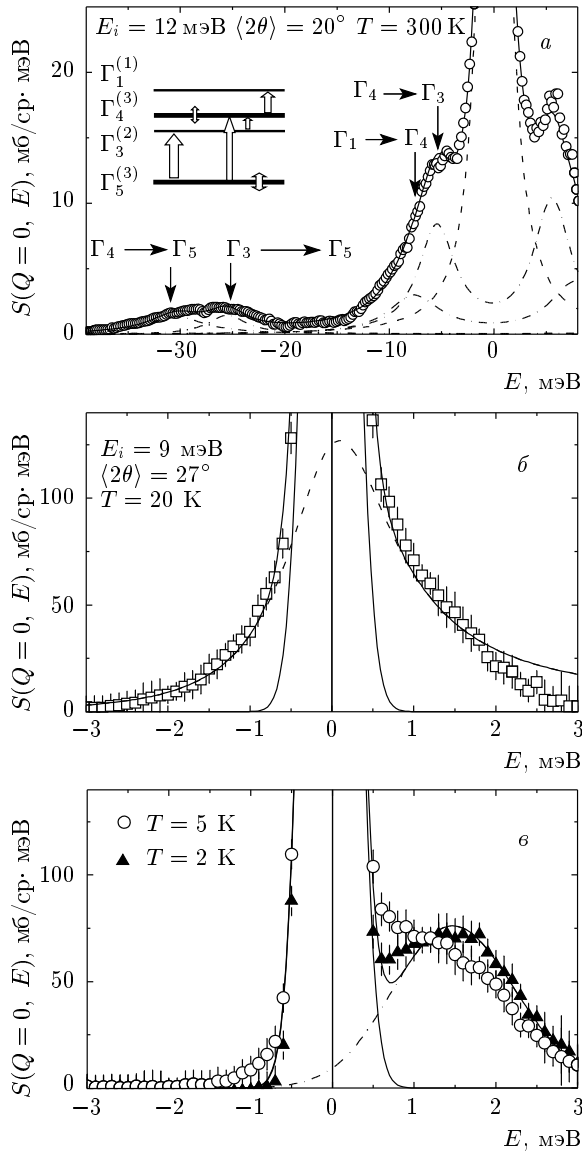 E_i = 12 мэВ ⟨2θ⟩ = 20° T = 300 K
а
Γ_1^(1)
Γ_4^(3)
Γ_3^(2)
Γ_5^(3)
Γ_4 → Γ_3
Γ_1 → Γ_4
Γ_4 → Γ_5
Γ_3 → Γ_5
S(Q = 0, E), мб/ср· мэВ
20
10
0
−30
−20
−10
0
E, мэВ
E_i = 9 мэВ
⟨2θ⟩ = 27°
T = 20 K
б
S(Q = 0, E), мб/ср· мэВ
100
50
0
−3
−2
−1
0
1
2
3
E, мэВ
T = 5 K
T = 2 K
в
S(Q = 0, E), мб/ср· мэВ
100
50
0
−3
−2
−1
0
1
2
3
E, мэВ